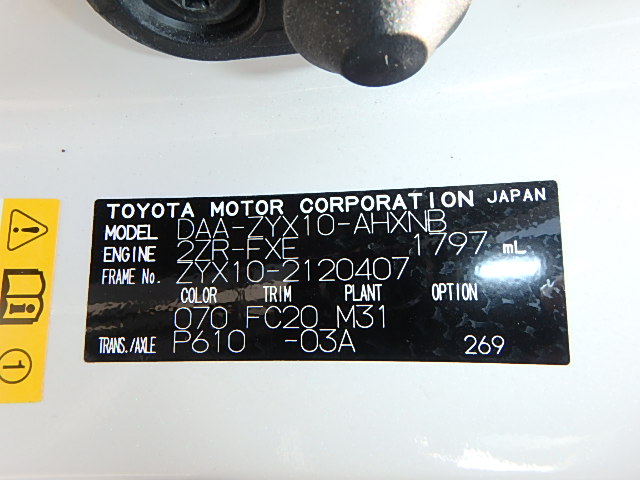 TOYOTA MOTOR CORPORATION JAPAN
MODEL DAA-ZYX10-AHXNB
ENGINE 2ZR-FXE 1797 mL
FRAME No. ZYX10-2120407
COLOR TRIM PLANT OPTION
070 FC20 M31
TRANS./AXLE P610 -03A 269
1